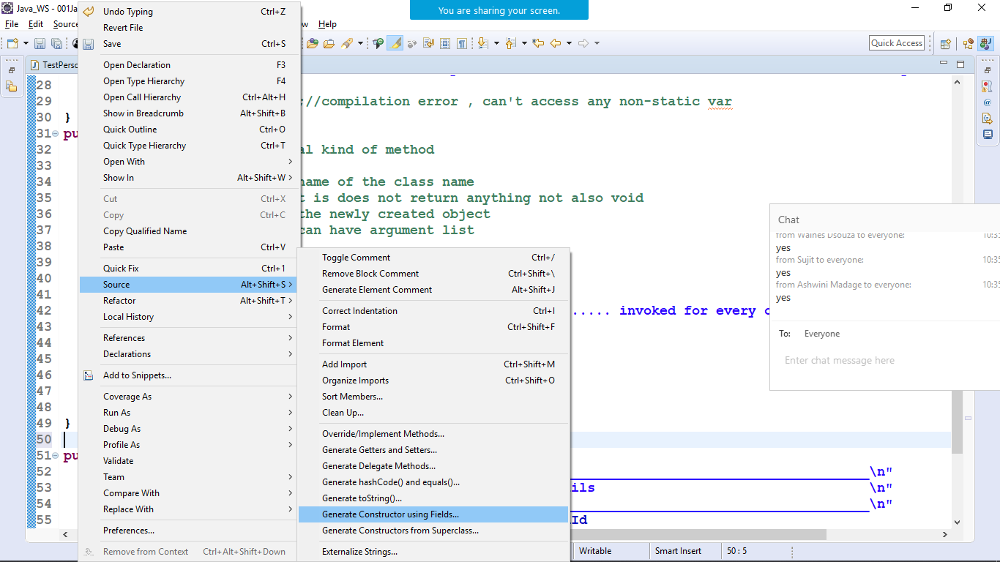 Java_WS - 001Ja
You are sharing your screen.
File Edit Source
Help
Quick Access
TestPerso
Undo Typing Ctrl+Z
Revert File
Save Ctrl+S
Open Declaration F3
Open Type Hierarchy F4
Open Call Hierarchy Ctrl+Alt+H
Show in Breadcrumb Alt+Shift+B
Quick Outline Ctrl+O
Quick Type Hierarchy Ctrl+T
Open With
Show In Alt+Shift+W
Cut Ctrl+X
Copy Ctrl+C
Copy Qualified Name
Paste Ctrl+V
Quick Fix Ctrl+1
Source Alt+Shift+S
Refactor Alt+Shift+T
Local History
References
Declarations
Add to Snippets...
Coverage As
Run As
Debug As
Profile As
Validate
Team
Compare With
Replace With
Preferences...
Remove from Context Ctrl+Alt+Shift+Down
Toggle Comment Ctrl+/
Remove Block Comment Ctrl+Shift+\
Generate Element Comment Alt+Shift+J
Correct Indentation Ctrl+I
Format Ctrl+Shift+F
Format Element
Add Import Ctrl+Shift+M
Organize Imports Ctrl+Shift+O
Sort Members...
Clean Up...
Override/Implement Methods...
Generate Getters and Setters...
Generate Delegate Methods...
Generate hashCode() and equals()...
Generate toString()...
Generate Constructor using Fields...
Generate Constructors from Superclass...
Externalize Strings...
28
29 ;//compilation error , can't access any non-static var
30 }
31 pu
32 al kind of method
33
34 name of the class name
35 t is does not return anything not also void
36 the newly created object
37 can have argument list
38
39
40
41
42 ..... invoked for every
43
44
45
46
47
48
49 }
50
51 pu
52 \n"
53 ils \n"
54 \n"
55 Id
Chat
from Walnes Dsouza to everyone: 10:35
yes
from Sujit to everyone: 10:35
yes
from Ashwini Madage to everyone: 10:35
yes
To: Everyone
Enter chat message here
Writable Smart Insert 50 : 5